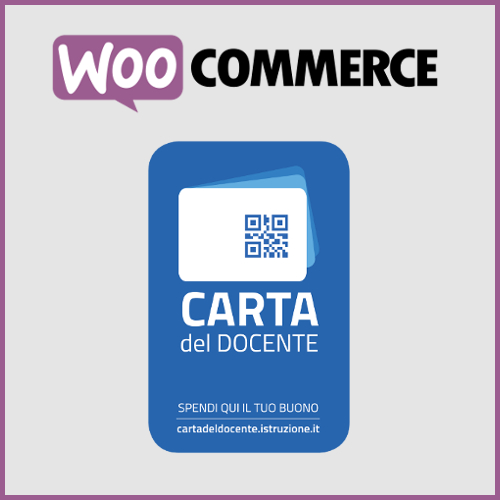 WOO COMMERCE
CARTA
del DOCENTE
SPENDI QUI IL TUO BUONO
cartadeldocente.istruzione.it